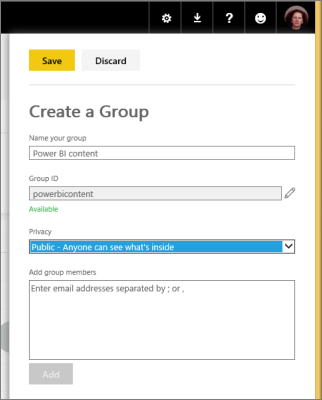 Save Discard
Create a Group
Name your group
Power BI content
Group ID
powerbicontent
Available
Privacy
Public - Anyone can see what's inside
Add group members
Enter email addresses separated by ; or ,
Add